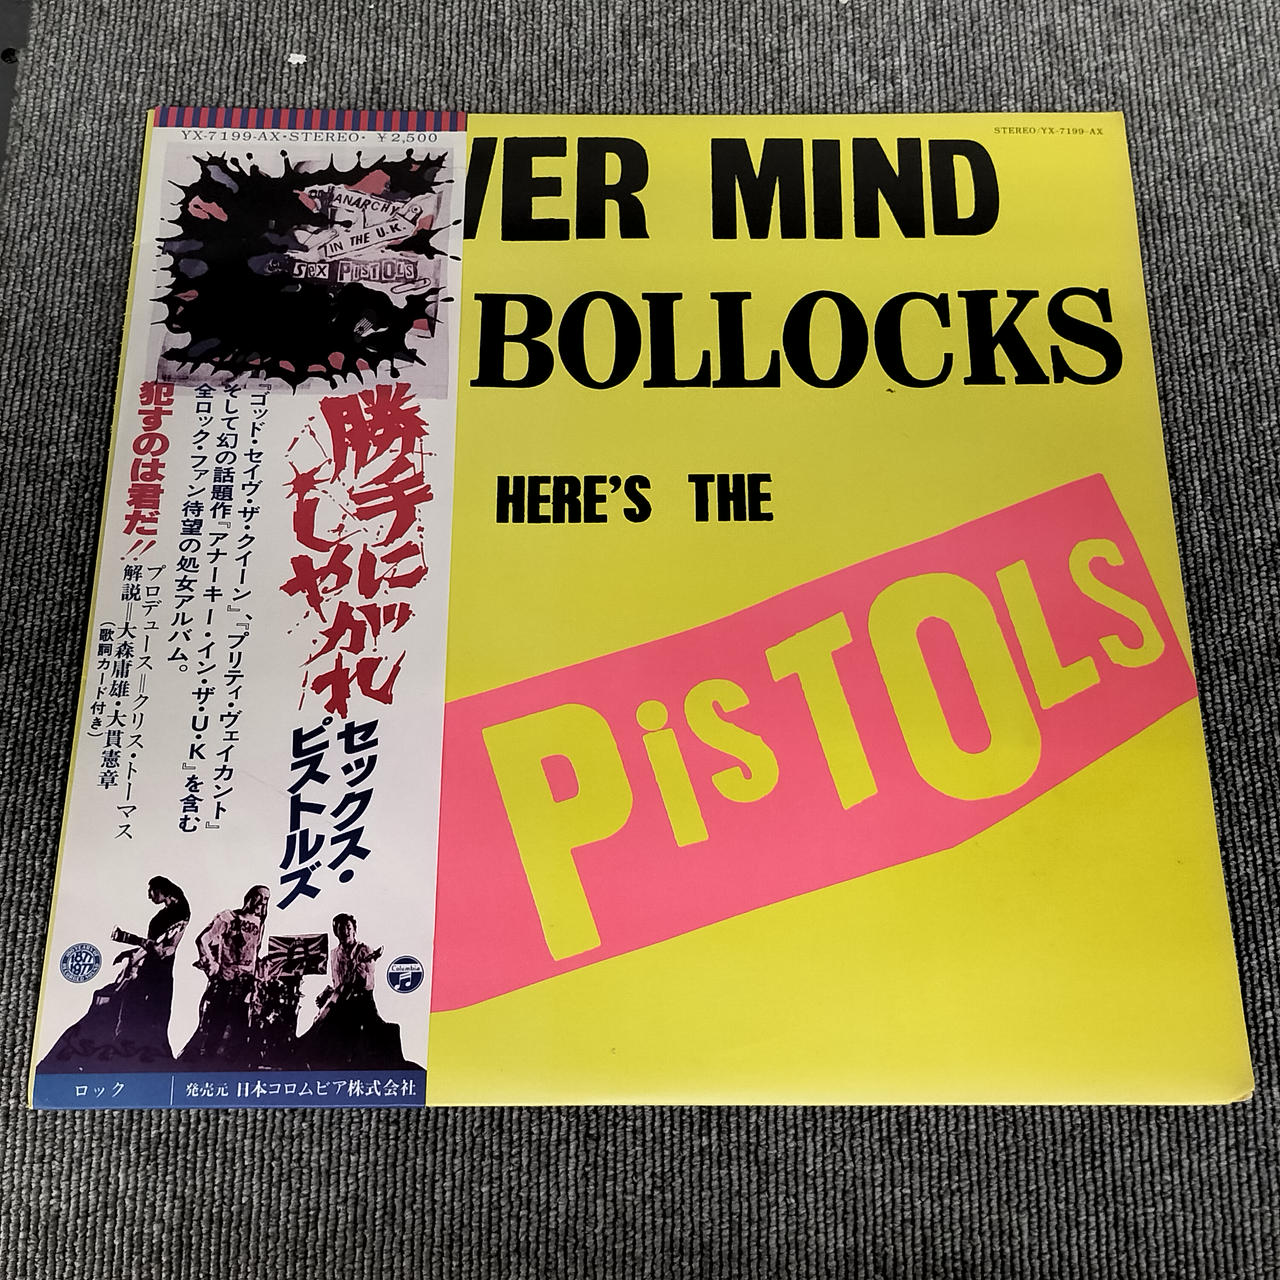 YX-7199-AX・STEREO・ ¥2,500
ANARCHY
IN THE U.K.
SEX PISTOLS
勝手に
しやがれ
セックス・
ピストルズ
『ゴッド・セイヴ・ザ・クイーン』、『プリティ・ヴェイカント』
そして幻の話題作『アナーキー・イン・ザ・U・K』を含む
全ロック・ファン待望の処女アルバム。
犯すのは君だ!!
プロデュース=クリス・トーマス
解説=大森庸雄・大貫憲章
(歌詞カード付き)
1877
1977
Columbia
ロック
発売元 日本コロムビア株式会社
STEREO/YX-7199-AX
VER MIND
BOLLOCKS
HERE'S THE
PiSTOLS